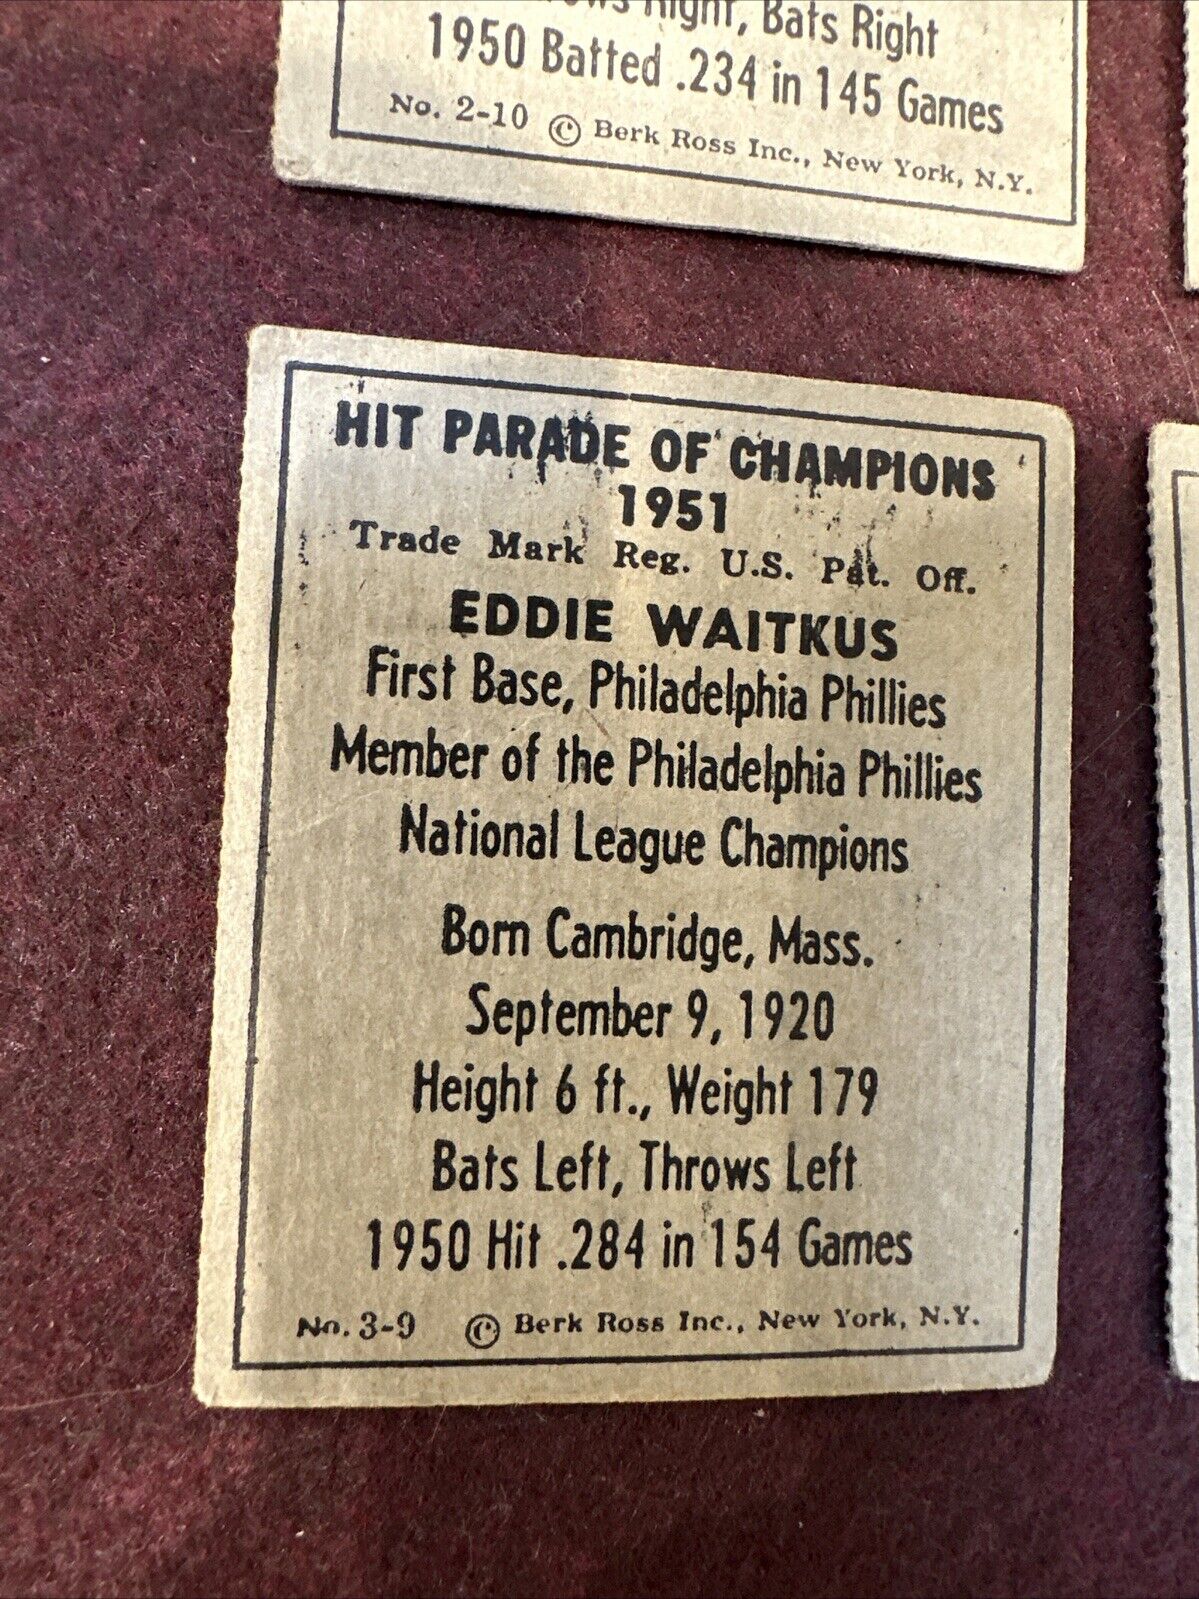 Right, Bats Right
1950 Batted .234 in 145 Games
No. 2-10 © Berk Ross Inc., New York, N.Y.
HIT PARADE OF CHAMPIONS
1951
Trade Mark Reg. U.S. Pat. Off.
EDDIE WAITKUS
First Base, Philadelphia Phillies
Member of the Philadelphia Phillies
National League Champions
Born Cambridge, Mass.
September 9, 1920
Height 6 ft., Weight 179
Bats Left, Throws Left
1950 Hit .284 in 154 Games
No. 3-9 © Berk Ross Inc., New York, N.Y.